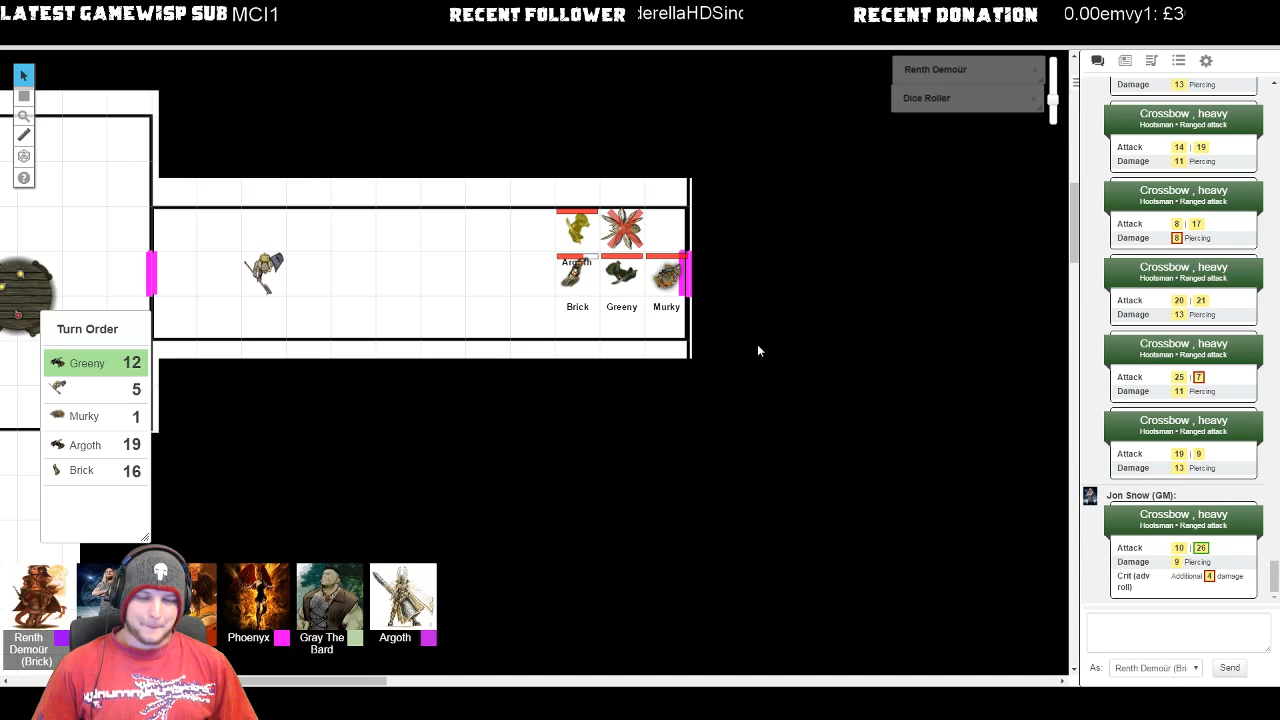 LATEST GAMEWISP SUB MCI1
RECENT FOLLOWER derellaHDSinc
RECENT DONATION 0.00emvy1: £3
Renth Demoür
Dice Roller
Argoth
Brick Greeny Murky
Turn Order
Greeny 12
5
Murky 1
Argoth 19
Brick 16
Renth
Demoür
(Brick)
Phoenyx
Gray The
Bard
Argoth
Damage 13 Piercing
Crossbow , heavy
Hootsman • Ranged attack
Attack 14 | 19
Damage 11 Piercing
Crossbow , heavy
Hootsman • Ranged attack
Attack 8 | 17
Damage 8 Piercing
Crossbow , heavy
Hootsman • Ranged attack
Attack 20 | 21
Damage 13 Piercing
Crossbow , heavy
Hootsman • Ranged attack
Attack 25 | 7
Damage 11 Piercing
Crossbow , heavy
Hootsman • Ranged attack
Attack 19 | 9
Damage 13 Piercing
Jon Snow (GM):
Crossbow , heavy
Hootsman • Ranged attack
Attack 10 | 26
Damage 9 Piercing
Crit (adv roll) Additional 4 damage
As: Renth Demoür (Bri Send